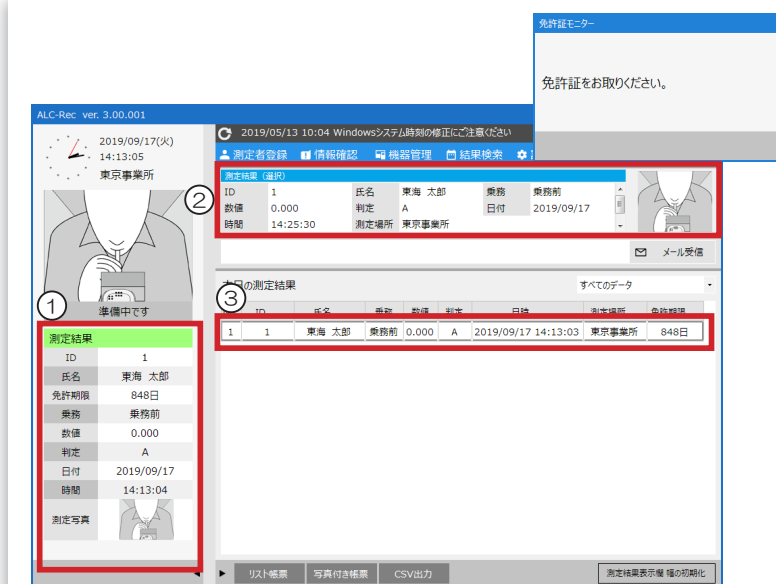 免許証モニター
免許証をお取りください。
ALC-Rec ver. 3.00.001
2019/09/17(火)
14:13:05
東京事業所
2019/05/13 10:04 Windowsシステム時刻の修正にご注意ください
測定者登録 情報確認 機器管理 結果検索
②
測定結果（選択）
ID 1 氏名 東海 太郎 乗務 乗務前
数値 0.000 判定 A 日付 2019/09/17
時間 14:25:30 測定場所 東京事業所
メール受信
の測定結果 すべてのデータ
①
準備中です
③
ID 氏名 乗務 数値 判定 日時 測定場所 免許期限
1 1 東海 太郎 乗務前 0.000 A 2019/09/17 14:13:03 東京事業所 848日
測定結果
ID 1
氏名 東海 太郎
免許期限 848日
乗務 乗務前
数値 0.000
判定 A
日付 2019/09/17
時間 14:13:04
測定写真
リスト帳票 写真付き帳票 CSV出力 測定結果表示欄 幅の初期化